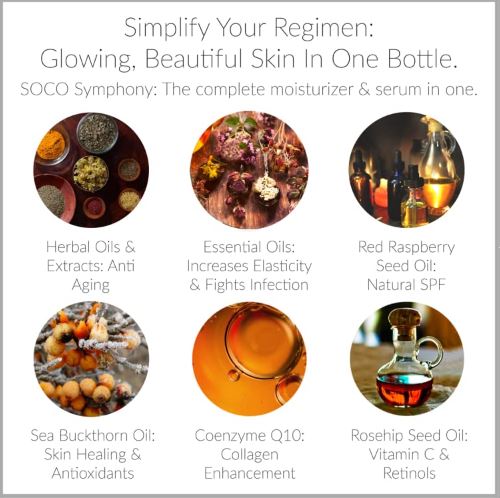 Simplify Your Regimen:
Glowing, Beautiful Skin In One Bottle.
SOCO Symphony: The complete moisturizer & serum in one.
Herbal Oils &
Extracts: Anti
Aging
Essential Oils:
Increases Elasticity
& Fights Infection
Red Raspberry
Seed Oil:
Natural SPF
Sea Buckthorn Oil:
Skin Healing &
Antioxidants
Coenzyme Q10:
Collagen
Enhancement
Rosehip Seed Oil:
Vitamin C &
Retinols